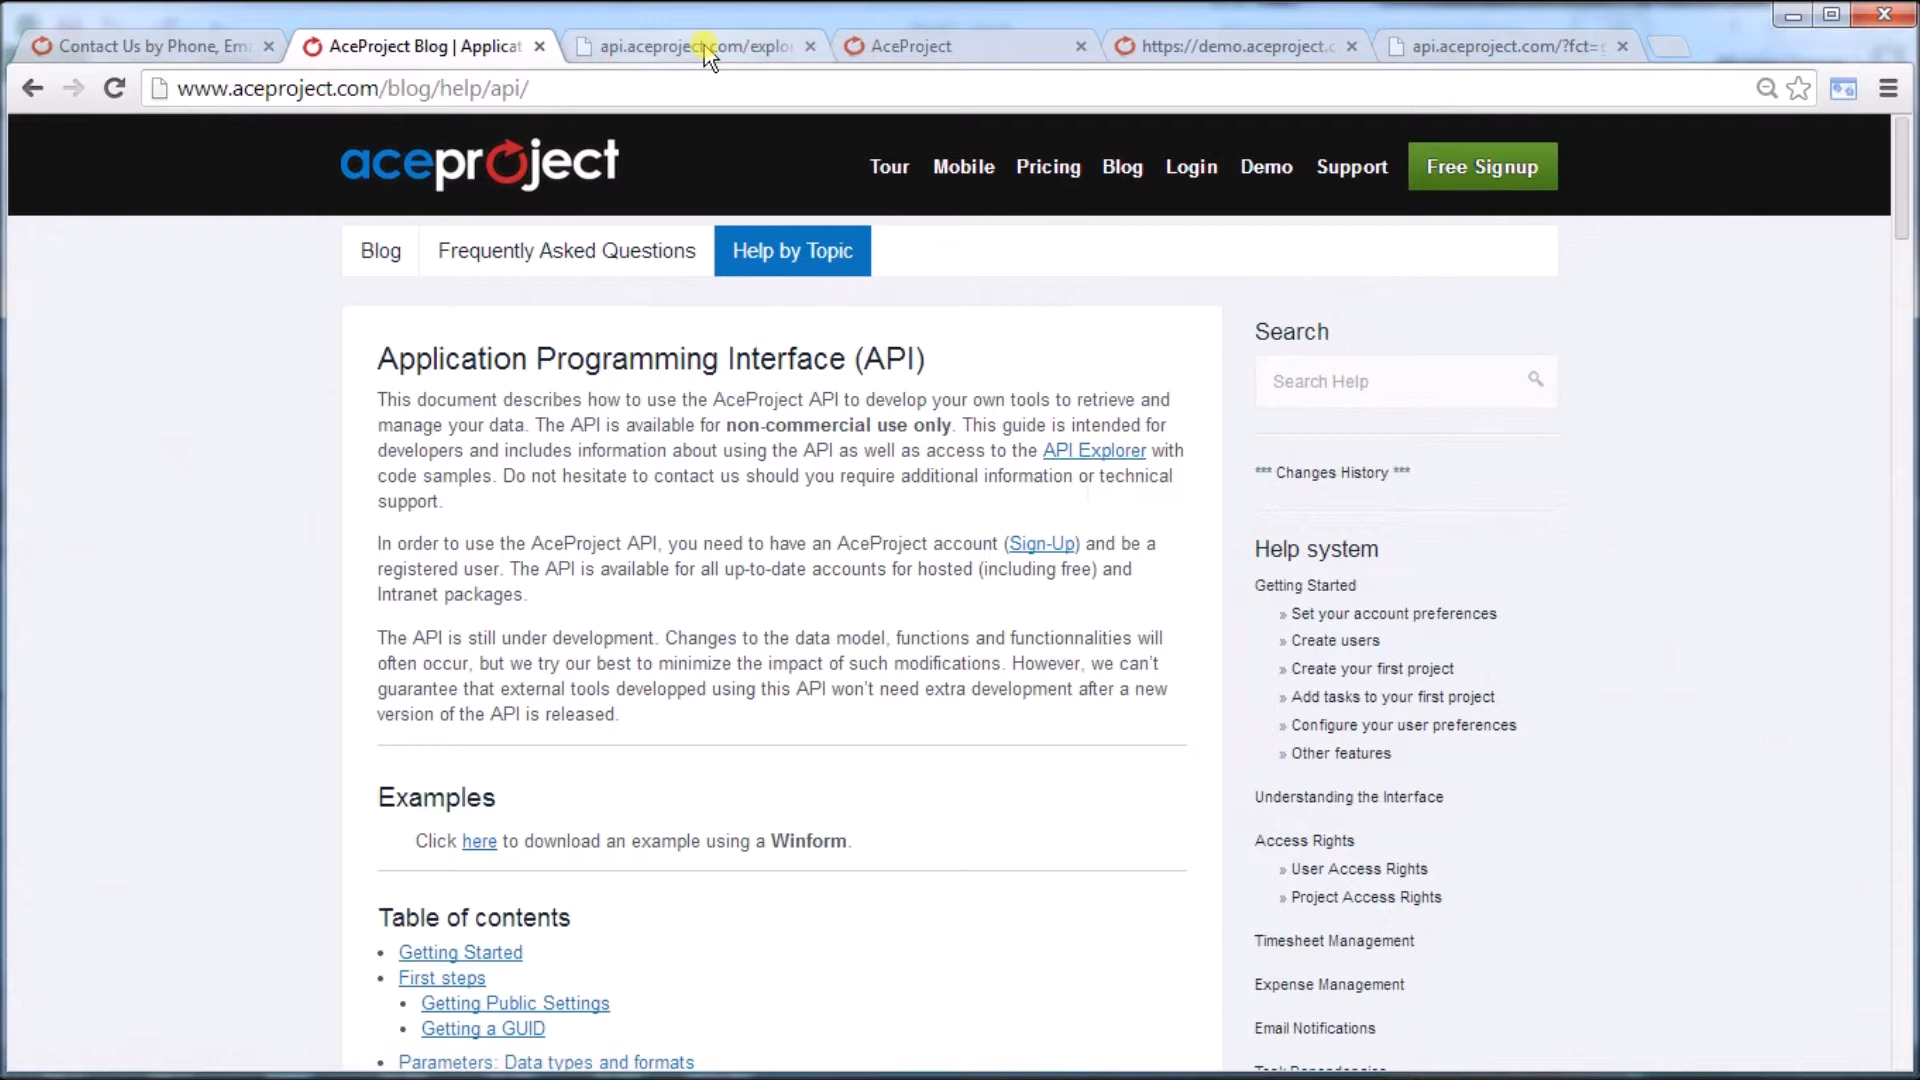 Contact Us by Phone, Em
AceProject Blog | Applicat
api.aceproject.com/explo
AceProject
https://demo.aceproject.c
api.aceproject.com/?fct=
www.aceproject.com/blog/help/api/
aceproject
Tour Mobile Pricing Blog Login Demo Support Free Signup
Blog Frequently Asked Questions Help by Topic
Application Programming Interface (API)
This document describes how to use the AceProject API to develop your own tools to retrieve and
manage your data. The API is available for non-commercial use only. This guide is intended for
developers and includes information about using the API as well as access to the API Explorer with
code samples. Do not hesitate to contact us should you require additional information or technical
support.
In order to use the AceProject API, you need to have an AceProject account (Sign-Up) and be a
registered user. The API is available for all up-to-date accounts for hosted (including free) and
Intranet packages.
The API is still under development. Changes to the data model, functions and functionnalities will
often occur, but we try our best to minimize the impact of such modifications. However, we can't
guarantee that external tools developped using this API won't need extra development after a new
version of the API is released.
Examples
Click here to download an example using a Winform.
Table of contents
• Getting Started
• First steps
• Getting Public Settings
• Getting a GUID
• Parameters: Data types and formats
Search
Search Help
*** Changes History ***
Help system
Getting Started
» Set your account preferences
» Create users
» Create your first project
» Add tasks to your first project
» Configure your user preferences
» Other features
Understanding the Interface
Access Rights
» User Access Rights
» Project Access Rights
Timesheet Management
Expense Management
Email Notifications